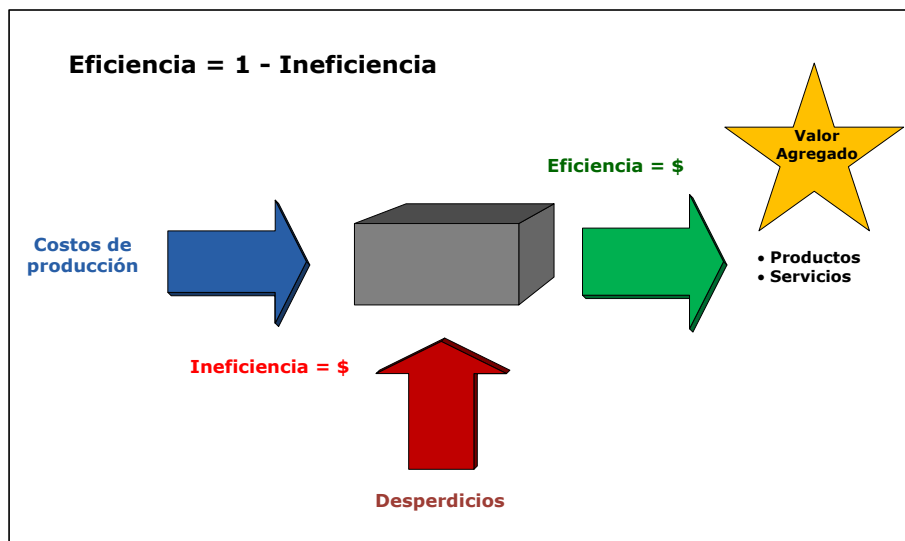 Eficiencia = 1 - Ineficiencia
Valor
Agregado
Eficiencia = $
Costos de
producción
• Productos
• Servicios
Ineficiencia = $
Desperdicios